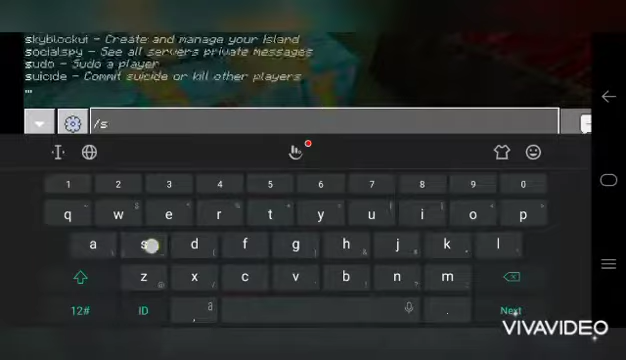 skyblockui - Create and manage your Island
socialspy - See all servers private messages
sudo - Sudo a player
suicide - Commit suicide or kill other players
...
/s
1 2 3 4 5 6 7 8 9 0
q w e r t y u i o p
a s d f g h j k l
z x c v b n m
12# ID , . Next
VIVAVIDEO